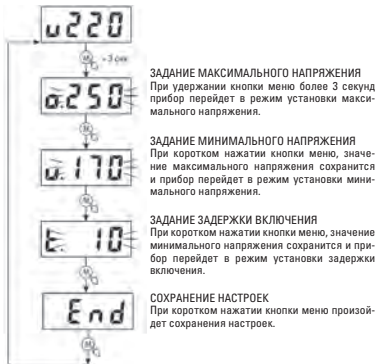 u220
M >3 сек
ЗАДАНИЕ МАКСИМАЛЬНОГО НАПРЯЖЕНИЯ
При удержании кнопки меню более 3 секунд
прибор перейдет в режим установки макси-
мального напряжения.
o.250
M
ЗАДАНИЕ МИНИМАЛЬНОГО НАПРЯЖЕНИЯ
При коротком нажатии кнопки меню, значе-
ние максимального напряжения сохранится
и прибор перейдет в режим установки мини-
мального напряжения.
u.170
M
ЗАДАНИЕ ЗАДЕРЖКИ ВКЛЮЧЕНИЯ
При коротком нажатии кнопки меню, значение
минимального напряжения сохранится и при-
бор перейдет в режим установки задержки
включения.
t. 10
M
СОХРАНЕНИЕ НАСТРОЕК
При коротком нажатии кнопки меню произой-
дет сохранения настроек.
End
M